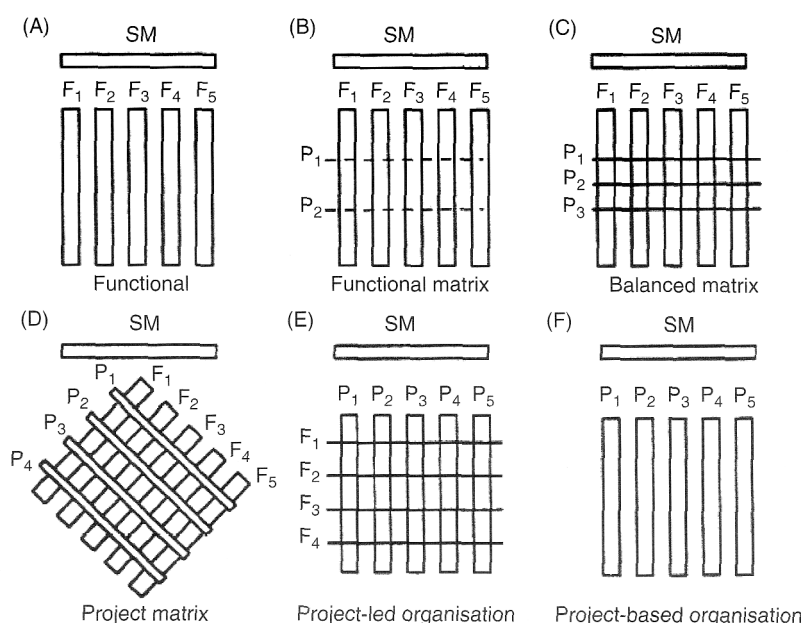 (A)
SM
F₁ F₂ F₃ F₄ F₅
Functional
(B)
SM
F₁ F₂ F₃ F₄ F₅
P₁
P₂
Functional matrix
(C)
SM
F₁ F₂ F₃ F₄ F₅
P₁
P₂
P₃
Balanced matrix
(D)
SM
P₁
P₂
P₃
P₄
F₁
F₂
F₃
F₄
F₅
Project matrix
(E)
SM
P₁ P₂ P₃ P₄ P₅
F₁
F₂
F₃
F₄
Project-led organisation
(F)
SM
P₁ P₂ P₃ P₄ P₅
Project-based organisation